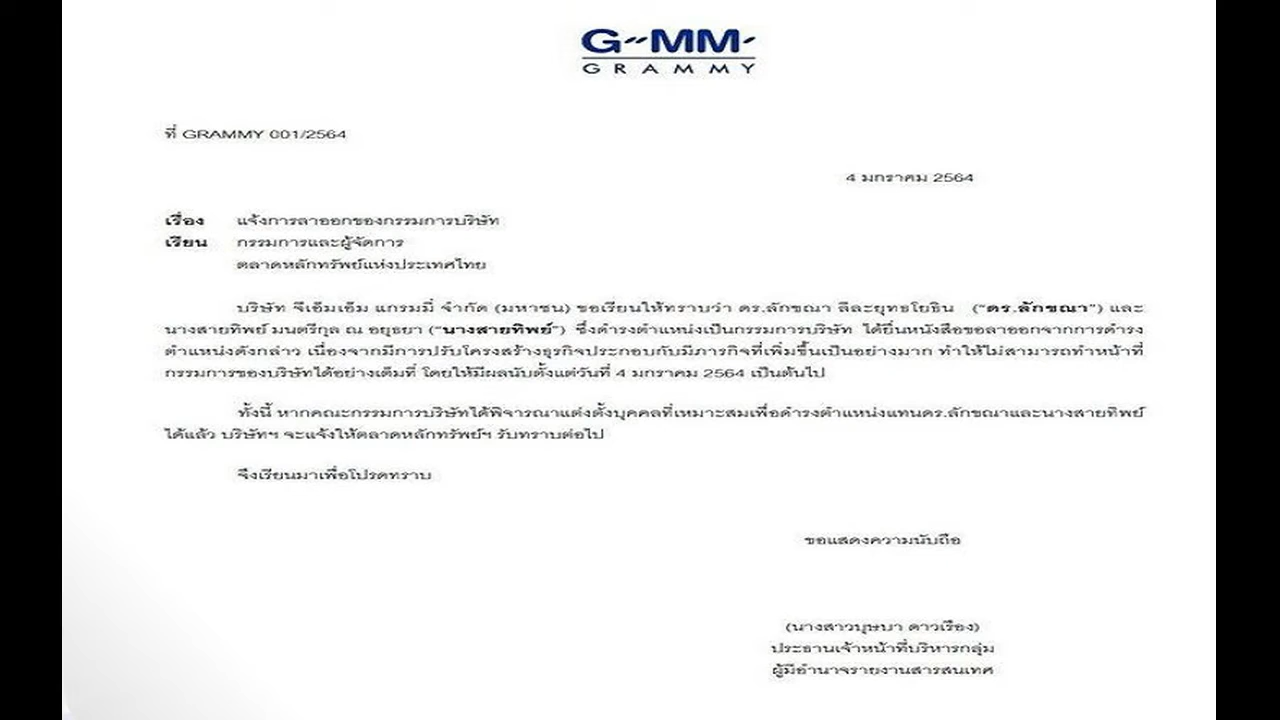 G MM
GRAMMY
ที่ GRAMMY 001/2564
4 มกราคม 2564
เรื่อง แจ้งการลาออกของกรรมการบริษัท
เรียน กรรมการและผู้จัดการ
ตลาดหลักทรัพย์แห่งประเทศไทย
บริษัท จีเอ็มเอ็ม แกรมมี่ จำกัด (มหาชน) ขอเรียนให้ทราบว่า ดร.ลักขณา ลีละยุทธโยธิน ("ดร.ลักขณา") และ
นางสายทิพย์ มนตรีกุล ณ อยุธยา ("นางสายทิพย์") ซึ่งดำรงตำแหน่งเป็นกรรมการบริษัท ได้ยื่นหนังสือขอลาออกจากการดำรง
ตำแหน่งดังกล่าว เนื่องจากมีการปรับโครงสร้างธุรกิจประกอบกับมีภารกิจที่เพิ่มขึ้นเป็นอย่างมาก ทำให้ไม่สามารถทำหน้าที่
กรรมการของบริษัทได้อย่างเต็มที่ โดยให้มีผลนับตั้งแต่วันที่ 4 มกราคม 2564 เป็นต้นไป
ทั้งนี้ หากคณะกรรมการบริษัทได้พิจารณาแต่งตั้งบุคคลที่เหมาะสมเพื่อดำรงตำแหน่งแทนดร.ลักขณาและนางสายทิพย์
ได้แล้ว บริษัทฯ จะแจ้งให้ตลาดหลักทรัพย์ฯ รับทราบต่อไป
จึงเรียนมาเพื่อโปรดทราบ
ขอแสดงความนับถือ
(นางสาวบุษบา ดาวเรือง)
ประธานเจ้าหน้าที่บริหารกลุ่ม
ผู้มีอำนาจรายงานสารสนเทศ